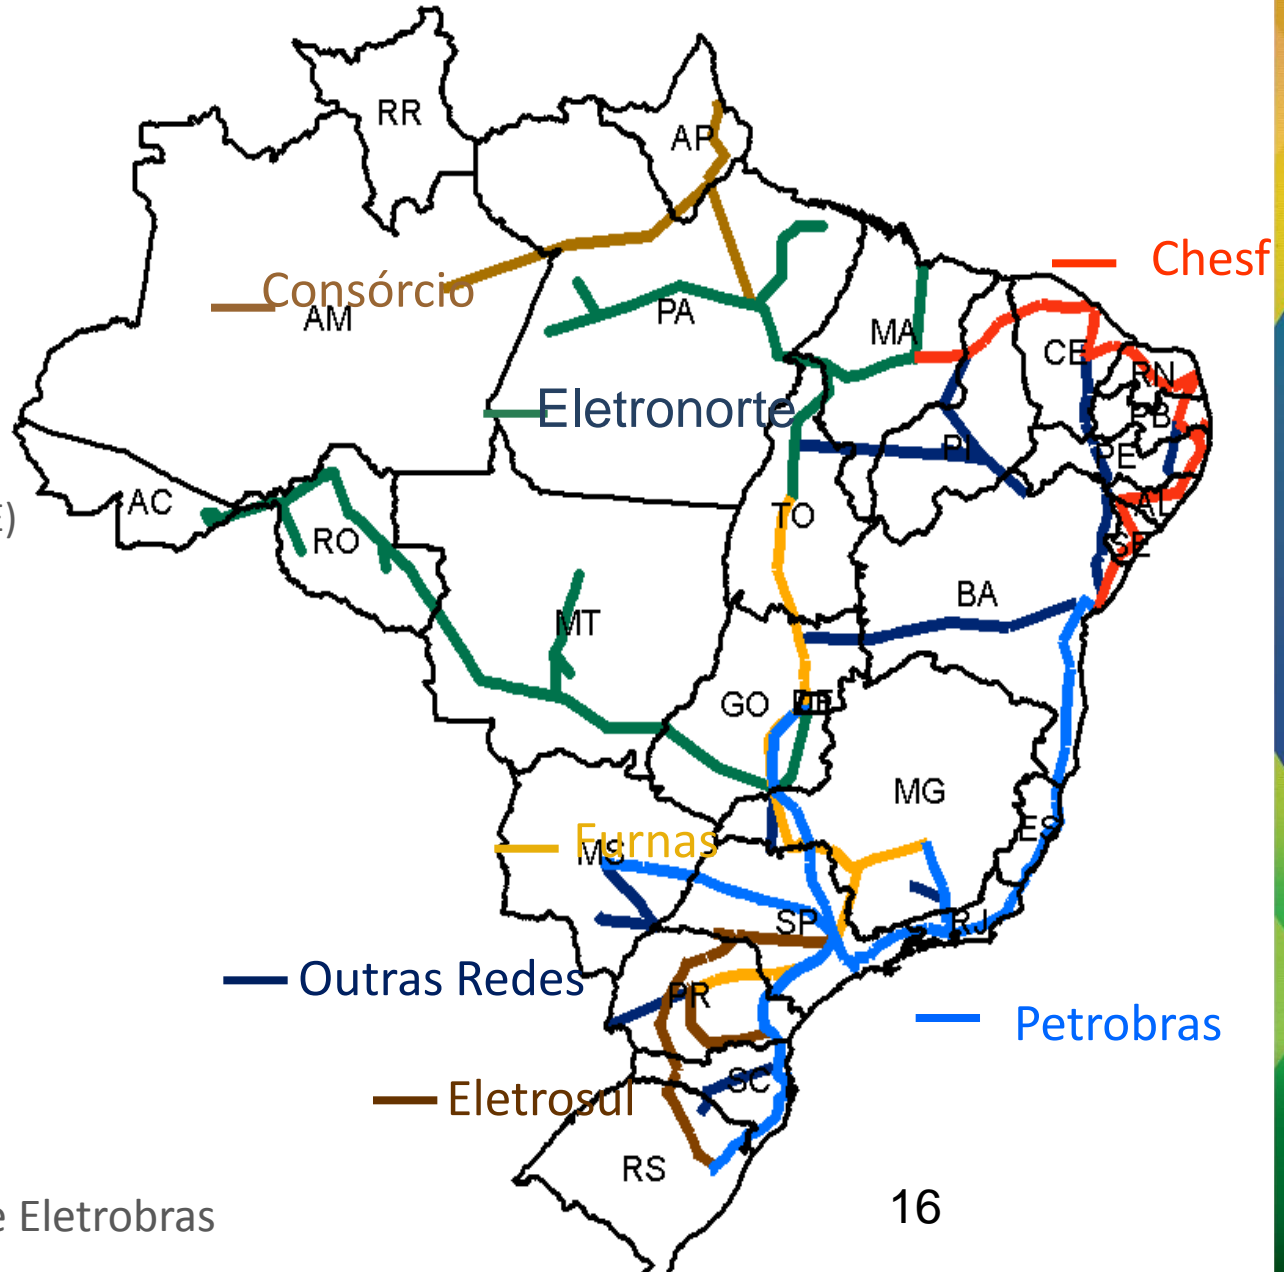 RR
AP
Chesf
Consórcio
AM
PA
MA
CE
RN
PB
Eletronorte
PI
PE
AC
TO
AL
E)
RO
SE
BA
MT
GO
DF
MG
ES
Furnas
MS
SP
RJ
Outras Redes
PR
Petrobras
SC
Eletrosul
RS
e Eletrobras
16